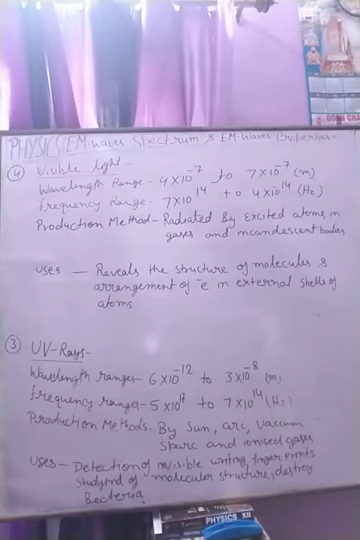 PHYSICS[EM-Waves Spectrum & EM-Waves Properties-
④ Visible light-
Wavelength Range- 4×10⁻⁷ to 7×10⁻⁷ (m)
Frequency Range- 7×10¹⁴ to 4×10¹⁴ (Hz)
Production Method- Radiated By Excited atoms in
gases and incandescent bodies
uses — Reveals the structure of molecules &
arrangement of ē e in external shells of
atoms
③ UV-Rays-
Wavelength range- 6×10⁻¹² to 3×10⁻⁸ (m)
frequency range- 5×10¹⁷ to 7×10¹⁴ (Hz)
Production Methods- By Sun, arc, vaccum
sparc and ionised gases
uses— Detection of invisible writing, finger prints
Studying of molecular structure, destroy
Bacteria
PHYSICS XII